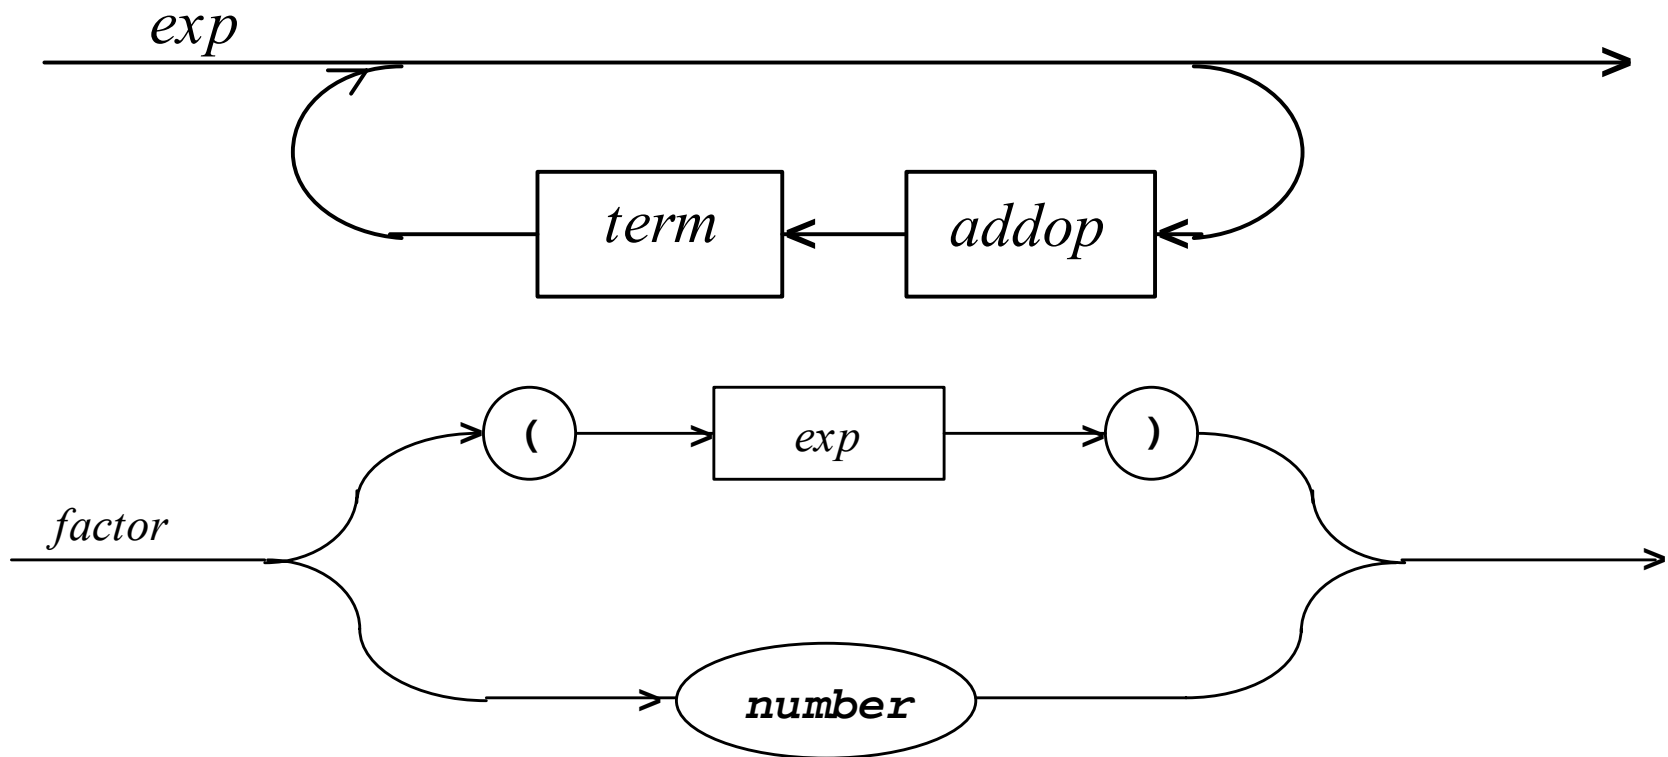 exp
term addop
( exp )
factor
number